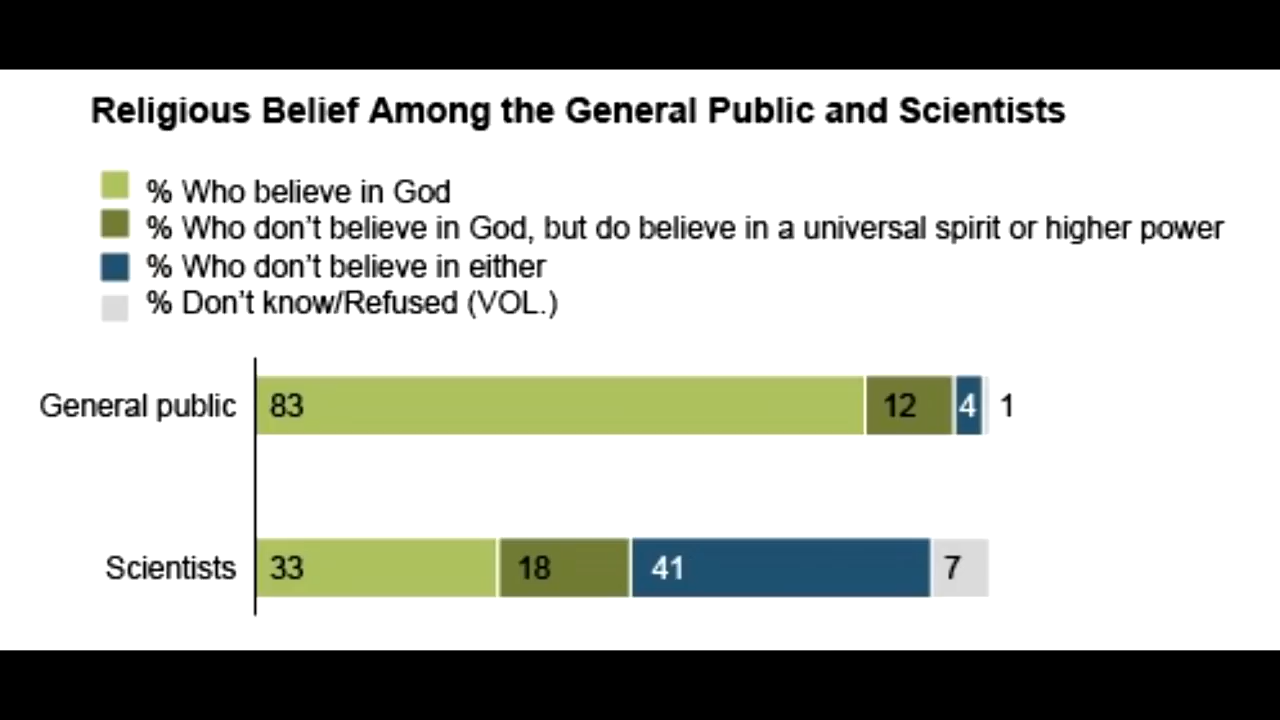 Religious Belief Among the General Public and Scientists
% Who believe in God
% Who don't believe in God, but do believe in a universal spirit or higher power
% Who don't believe in either
% Don't know/Refused (VOL.)
General public 83 12 4 1
Scientists 33 18 41 7